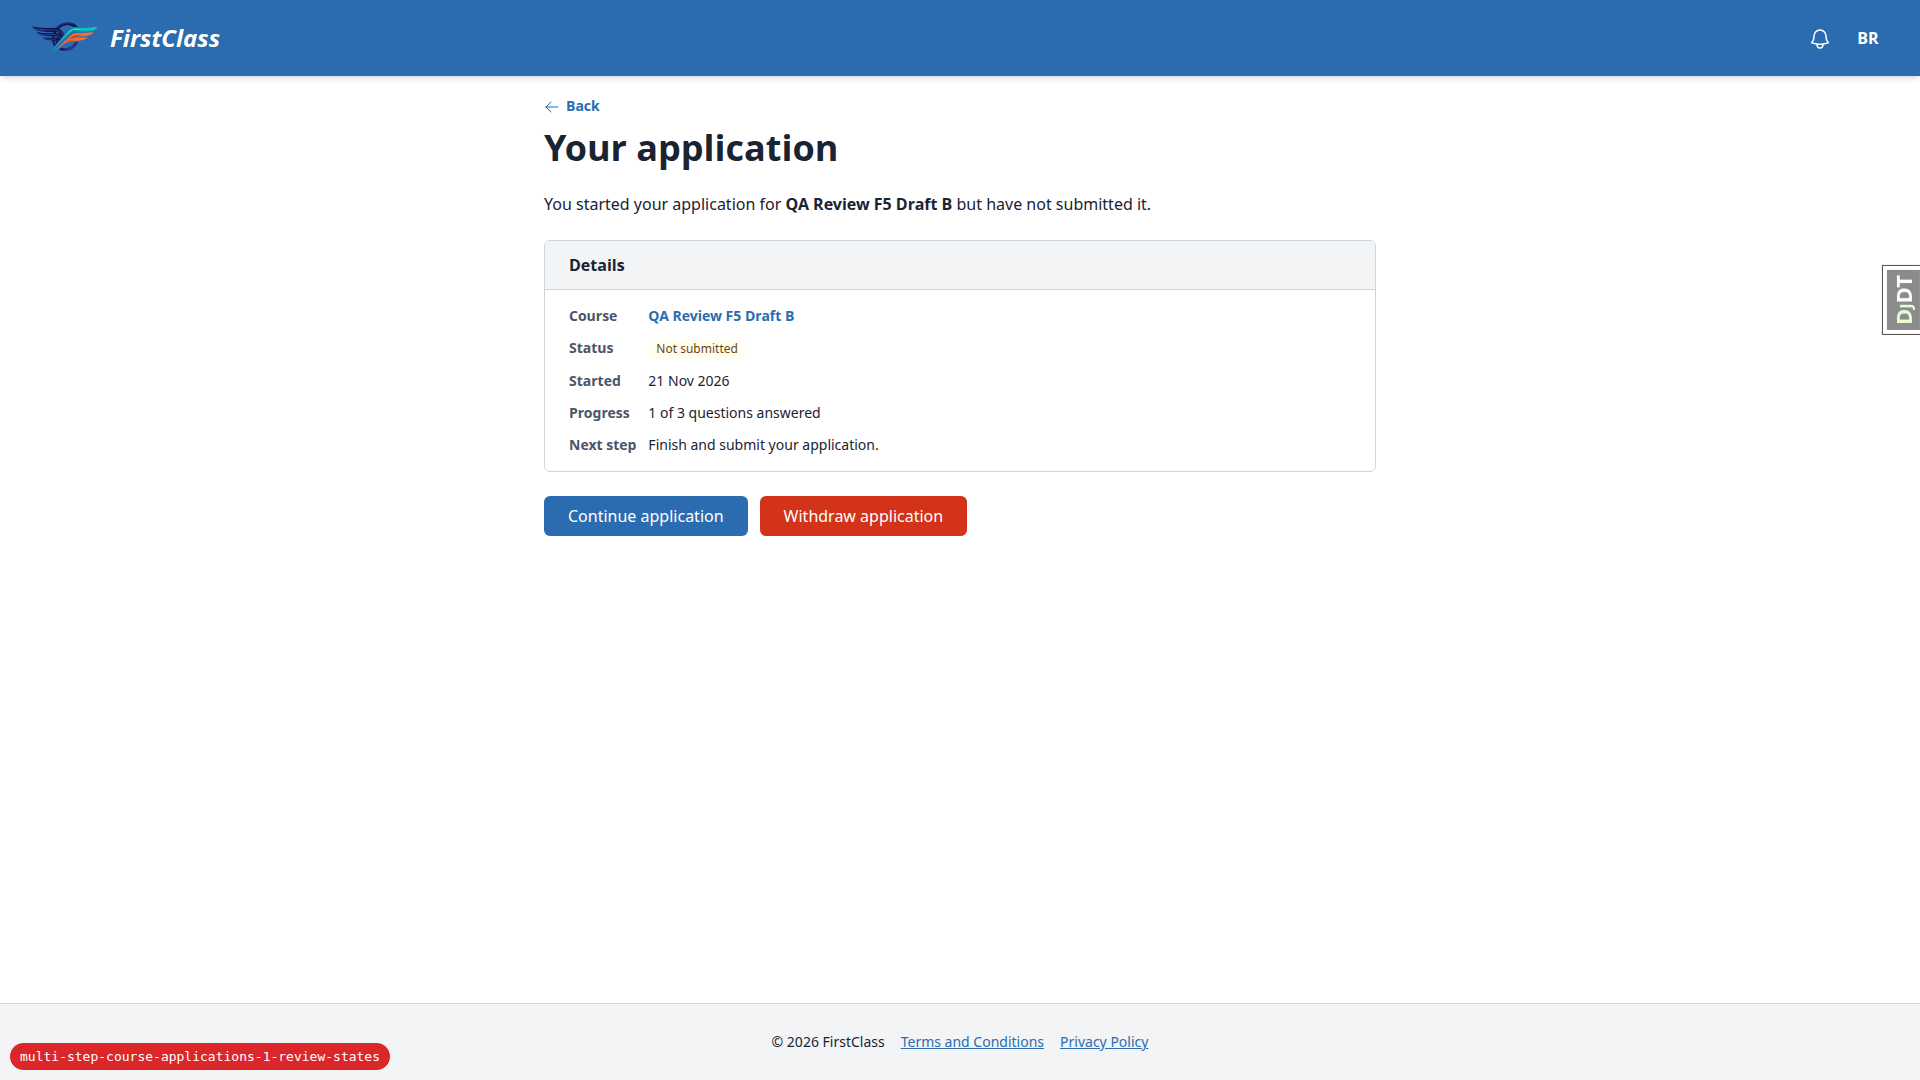 FirstClass
BR
Back
Your application
You started your application for QA Review F5 Draft B but have not submitted it.
Details
Course QA Review F5 Draft B
Status Not submitted
Started 21 Nov 2026
Progress 1 of 3 questions answered
Next step Finish and submit your application.
Continue application Withdraw application
DjDT
© 2026 FirstClass Terms and Conditions Privacy Policy
multi-step-course-applications-1-review-states